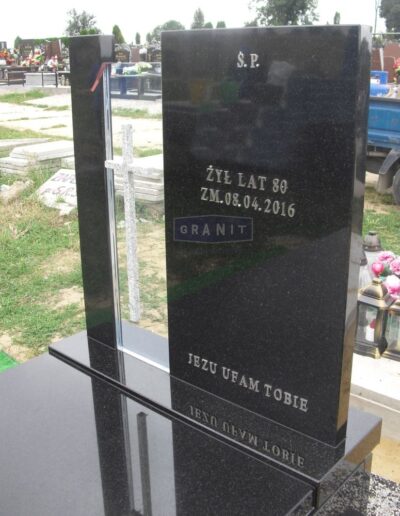 Ś.P.
ŻYŁ LAT 80
ZM.08.04.2016
GRANIT
JEZU UFAM TOBIE